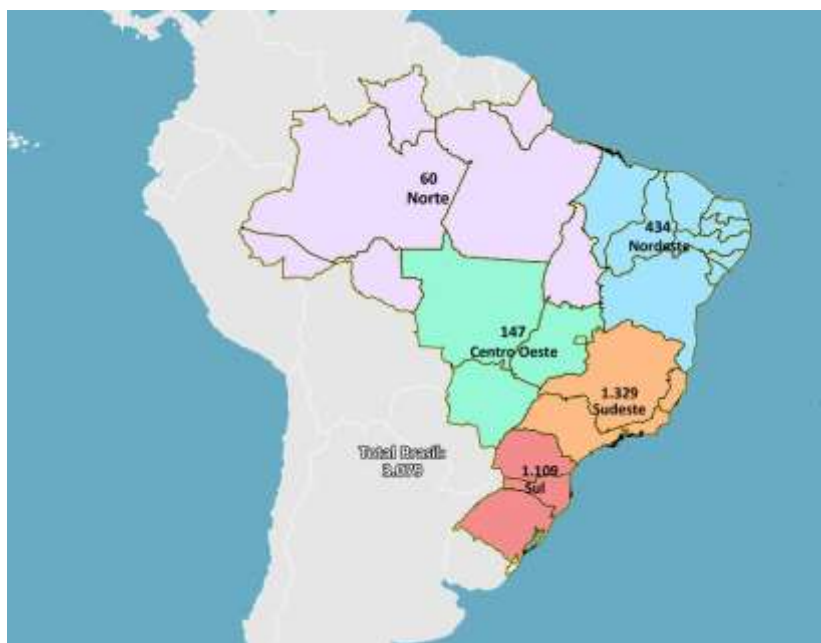 60
Norte
434
Nordeste
147
Centro Oeste
1.329
Sudeste
Total Brasil:
3.079
1.109
Sul